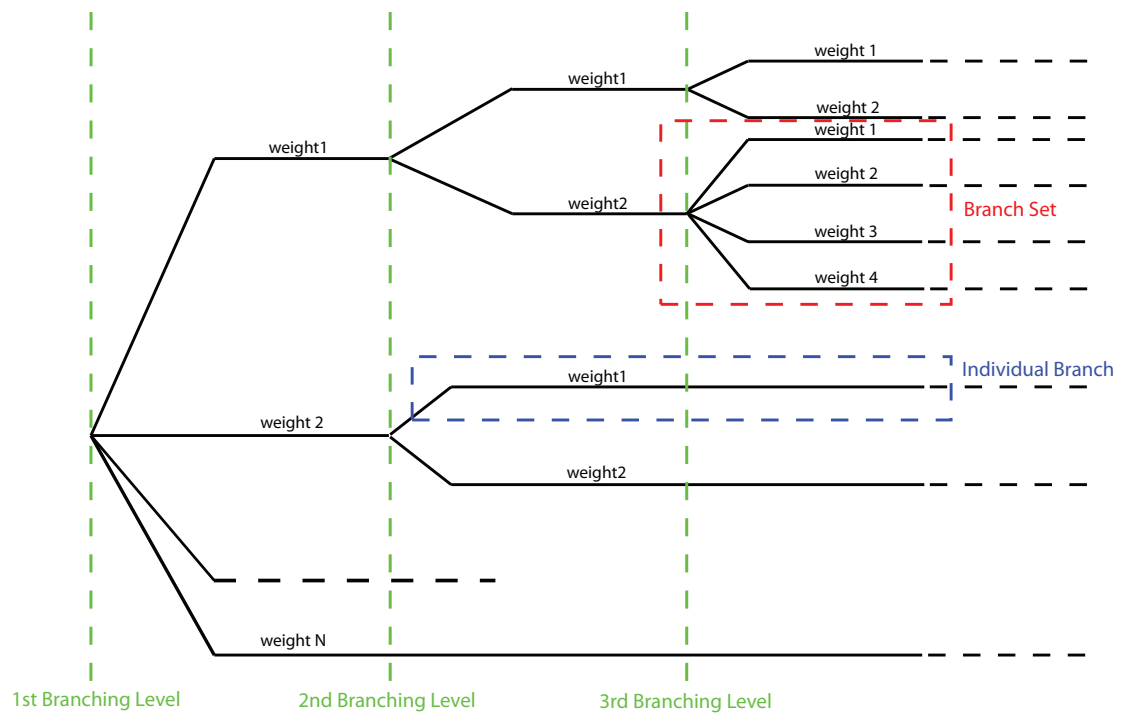 weight 1
weight1
weight 2
weight 1
weight1
weight 2
weight2
Branch Set
weight 3
weight 4
Individual Branch
weight1
weight 2
weight2
weight N
1st Branching Level
2nd Branching Level
3rd Branching Level